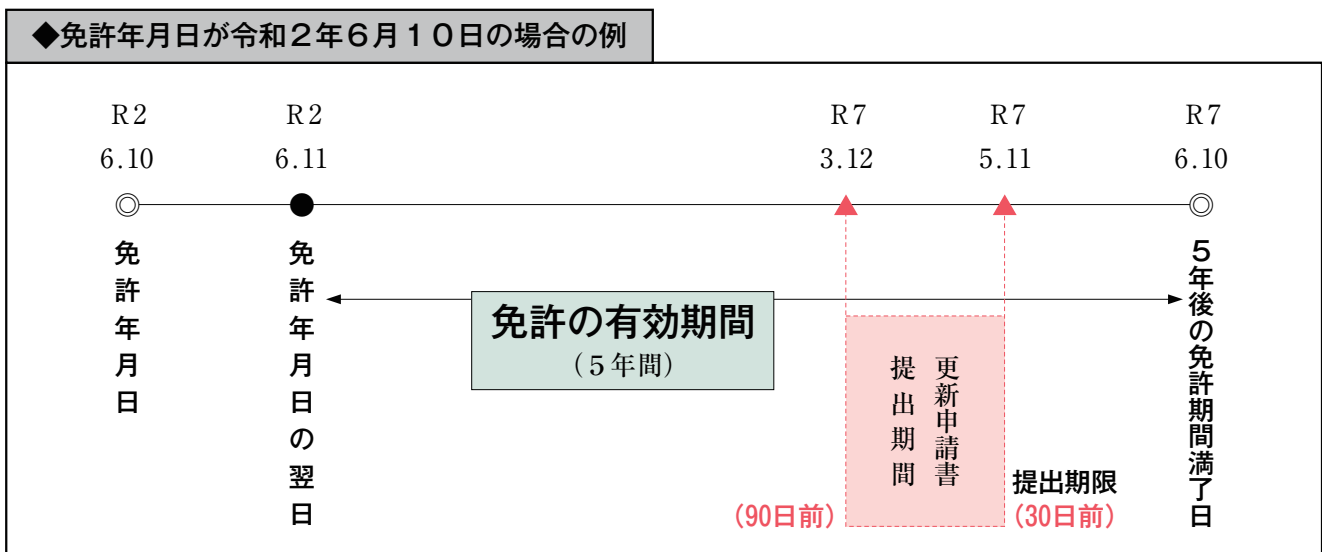 ◆免許年月日が令和２年６月１０日の場合の例
R2
6.10
R2
6.11
R7
3.12
R7
5.11
R7
6.10
免許年月日
免許年月日の翌日
免許の有効期間
(５年間)
更新申請書
提出期間
(90日前)
提出期限
(30日前)
５年後の免許期間満了日